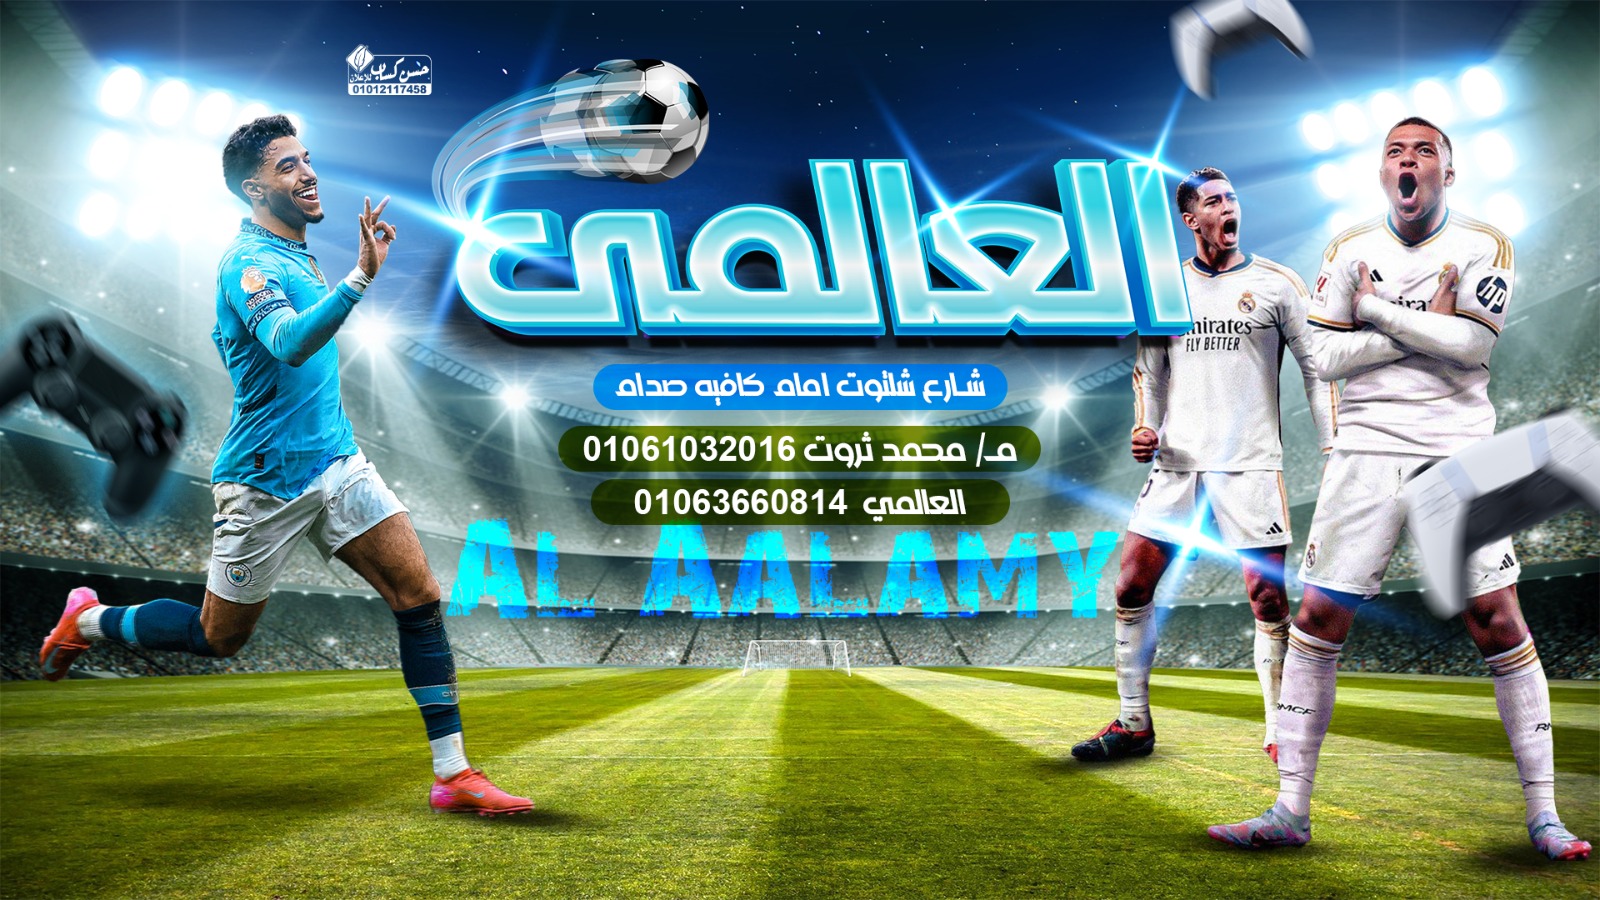 حسن كساب
للإعلان
01012117458
العالمى
شارع شلتوت امام كافيه صدام
م/ محمد ثروت 01061032016
العالمي 01063660814
AL AALAMY
Emirates
FLY BETTER
hp